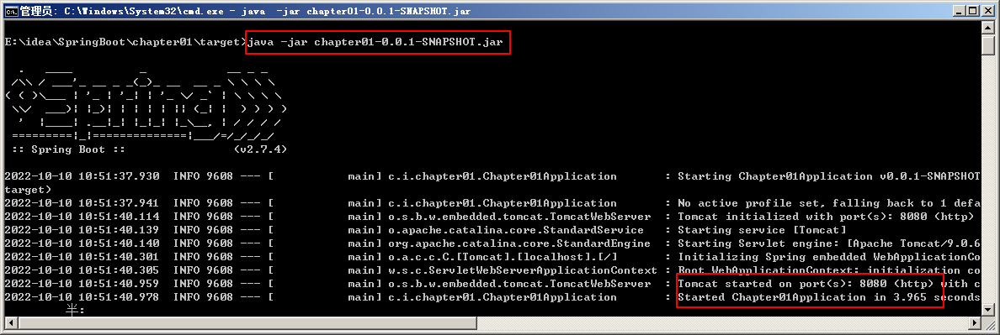 管理员: C:\Windows\System32\cmd.exe - java  -jar chapter01-0.0.1-SNAPSHOT.jar
E:\idea\SpringBoot\chapter01\target>java -jar chapter01-0.0.1-SNAPSHOT.jar
  .   ____          _            __ _ _
 /\\ / ___'_ __ _ _(_)_ __  __ _ \ \ \ \
( ( )\___ | '_ | '_| | '_ \/ _` | \ \ \ \
 \\/  ___)| |_)| | | | | || (_| |  ) ) ) )
  '  |____| .__|_| |_|_| |_\__, | / / / /
 =========|_|==============|___/=/_/_/_/
 :: Spring Boot ::                (v2.7.4)
2022-10-10 10:51:37.930  INFO 9608 --- [           main] c.i.chapter01.Chapter01Application       : Starting Chapter01Application v0.0.1-SNAPSHOT
target)
2022-10-10 10:51:37.941  INFO 9608 --- [           main] c.i.chapter01.Chapter01Application       : No active profile set, falling back to 1 defa
2022-10-10 10:51:40.114  INFO 9608 --- [           main] o.s.b.w.embedded.tomcat.TomcatWebServer  : Tomcat initialized with port(s): 8080 (http)
2022-10-10 10:51:40.139  INFO 9608 --- [           main] o.apache.catalina.core.StandardService   : Starting service [Tomcat]
2022-10-10 10:51:40.140  INFO 9608 --- [           main] org.apache.catalina.core.StandardEngine  : Starting Servlet engine: [Apache Tomcat/9.0.6
2022-10-10 10:51:40.301  INFO 9608 --- [           main] o.a.c.c.C.[Tomcat].[localhost].[/]       : Initializing Spring embedded WebApplicationCo
2022-10-10 10:51:40.305  INFO 9608 --- [           main] w.s.c.ServletWebServerApplicationContext : Root WebApplicationContext: initialization co
2022-10-10 10:51:40.959  INFO 9608 --- [           main] o.s.b.w.embedded.tomcat.TomcatWebServer  : Tomcat started on port(s): 8080 (http) with c
2022-10-10 10:51:40.978  INFO 9608 --- [           main] c.i.chapter01.Chapter01Application       : Started Chapter01Application in 3.965 seconds
半: